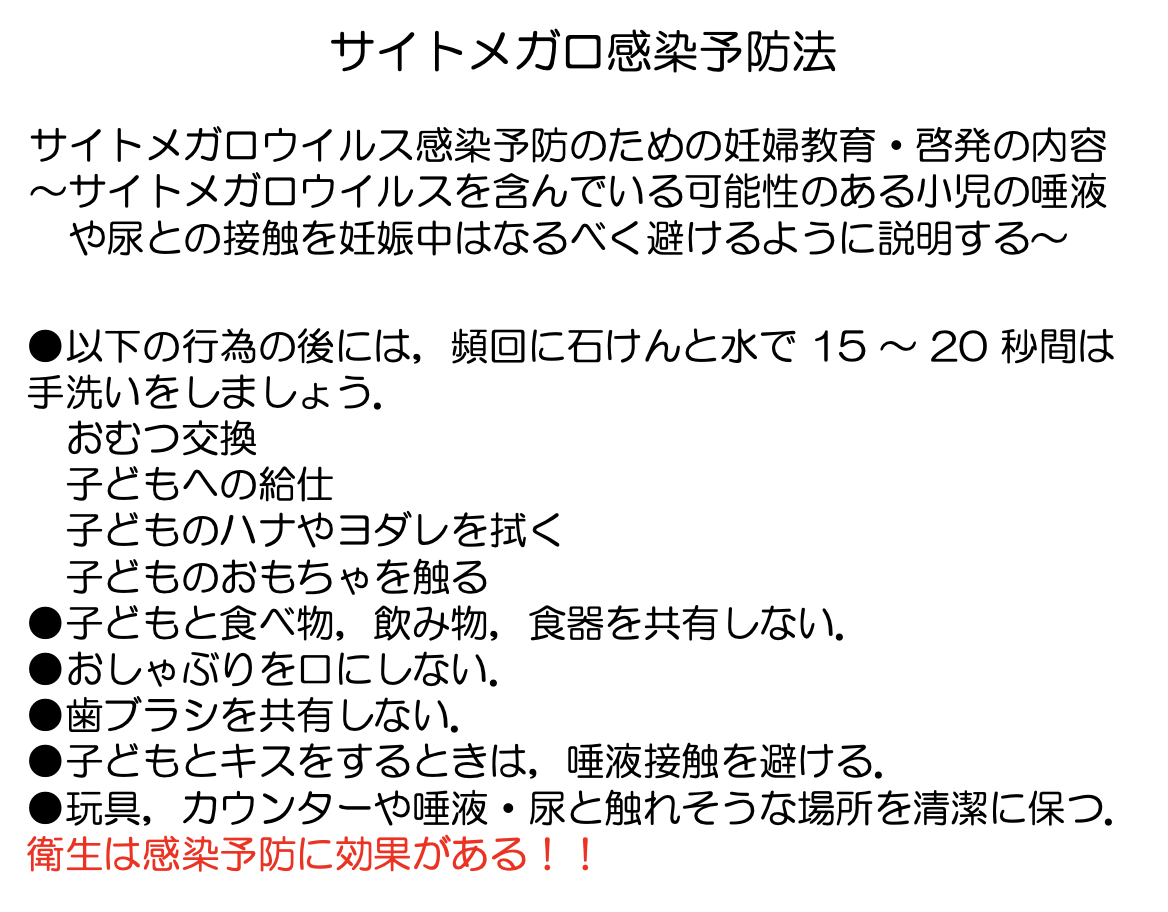 サイトメガロ感染予防法
サイトメガロウイルス感染予防のための妊婦教育・啓発の内容
～サイトメガロウイルスを含んでいる可能性のある小児の唾液
や尿との接触を妊娠中はなるべく避けるように説明する～
●以下の行為の後には，頻回に石けんと水で 15 ～ 20 秒間は
手洗いをしましょう．
おむつ交換
子どもへの給仕
子どものハナやヨダレを拭く
子どものおもちゃを触る
●子どもと食べ物，飲み物，食器を共有しない．
●おしゃぶりを口にしない．
●歯ブラシを共有しない．
●子どもとキスをするときは，唾液接触を避ける．
●玩具，カウンターや唾液・尿と触れそうな場所を清潔に保つ．
衛生は感染予防に効果がある！！